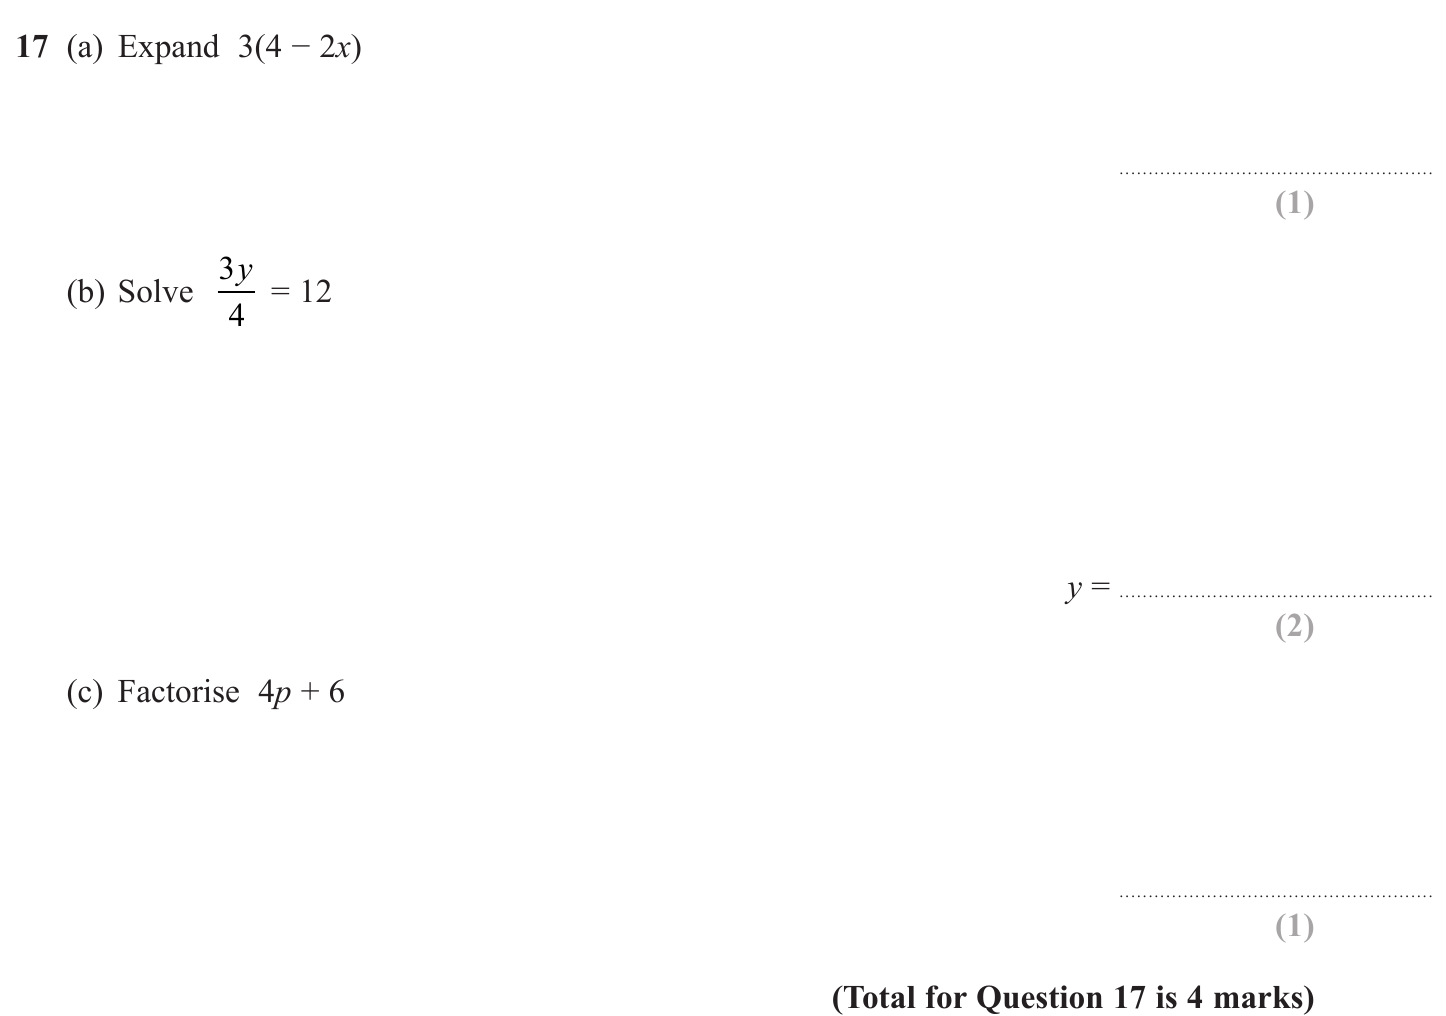 17 (a) Expand 3(4 − 2x)
(1)
(b) Solve 3y/4 = 12
y =
(2)
(c) Factorise 4p + 6
(1)
(Total for Question 17 is 4 marks)